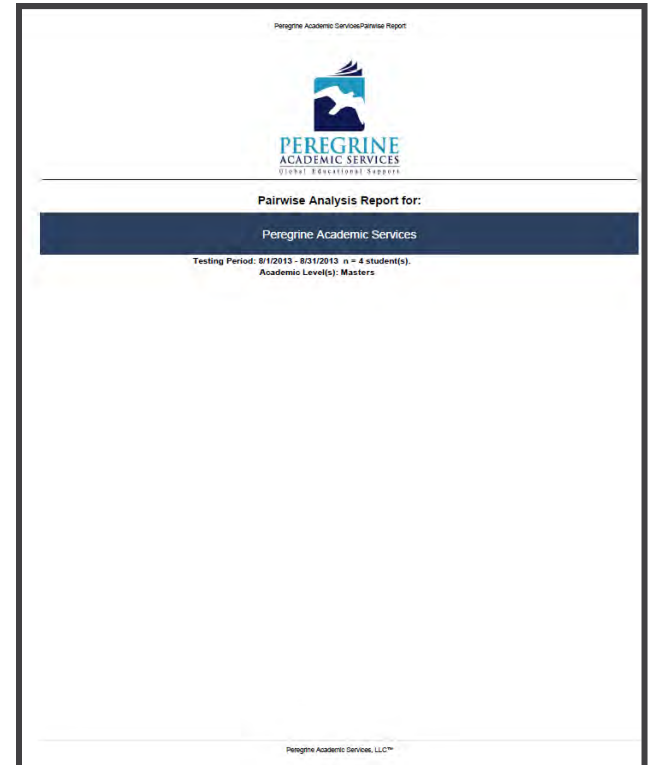 Peregrine Academic ServicesPairwise Report
PEREGRINE
ACADEMIC SERVICES
Global Educational Support
Pairwise Analysis Report for:
Peregrine Academic Services
Testing Period: 8/1/2013 - 8/31/2013 n = 4 student(s).
Academic Level(s): Masters
Peregrine Academic Services, LLC™